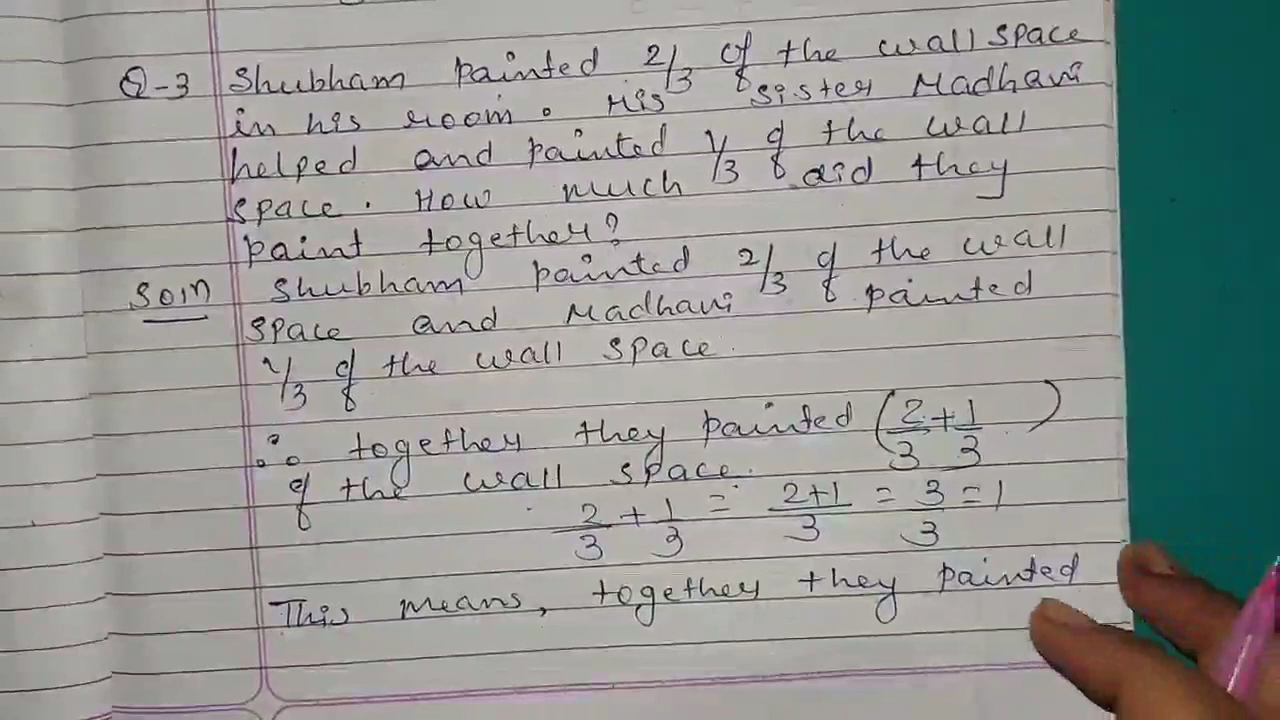 Q-3 Shubham painted 2/3 of the wall space
in his room. His sister Madhavi
helped and painted 1/3 of the wall
space. How much did they
paint together?
Soln Shubham painted 2/3 of the wall
space and Madhavi painted
1/3 of the wall space.
∴ together they painted (2/3 + 1/3)
of the wall space.
2/3 + 1/3 = 2+1/3 = 3/3 = 1
This means, together they painted